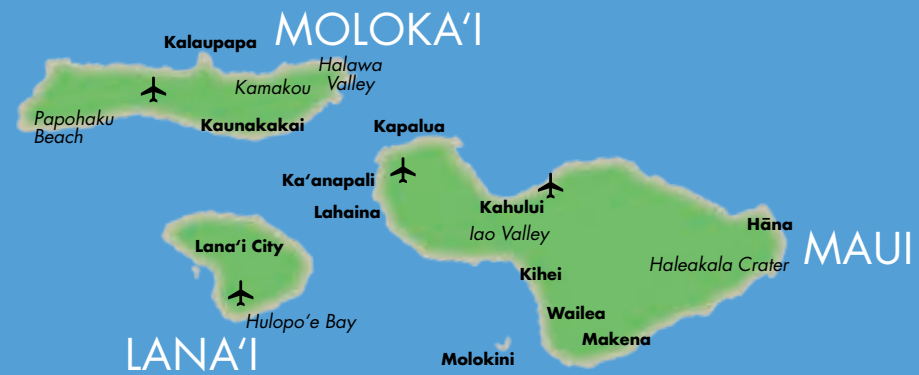 MOLOKA‘I
Kalaupapa
Halawa
Valley
Kamakou
Papohaku
Beach
Kaunakakai
Kapalua
Ka‘anapali
Lahaina
Kahului
Iao Valley
Hāna
MAUI
Haleakala Crater
Kihei
Wailea
Makena
Molokini
Lana‘i City
Hulopo‘e Bay
LANA‘I